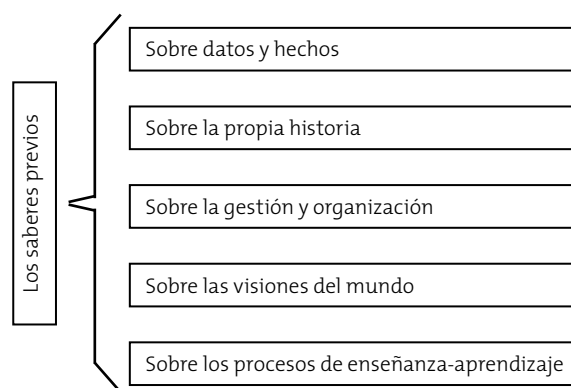 Los saberes previos
Sobre datos y hechos
Sobre la propia historia
Sobre la gestión y organización
Sobre las visiones del mundo
Sobre los procesos de enseñanza-aprendizaje